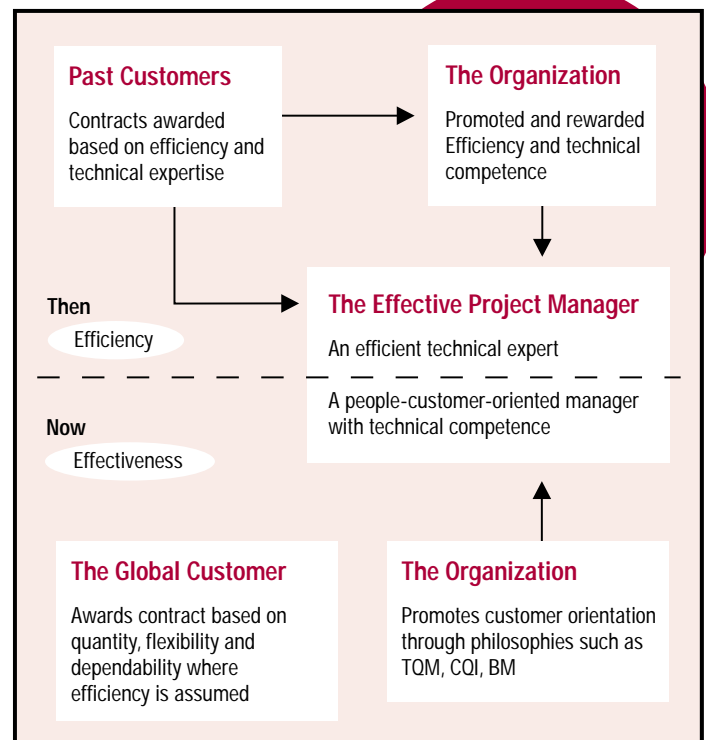 Past Customers
Contracts awarded
based on efficiency and
technical expertise
The Organization
Promoted and rewarded
Efficiency and technical
competence
Then
Efficiency
The Effective Project Manager
An efficient technical expert
A people-customer-oriented manager
with technical competence
Now
Effectiveness
The Global Customer
Awards contract based on
quantity, flexibility and
dependability where
efficiency is assumed
The Organization
Promotes customer orientation
through philosophies such as
TQM, CQI, BM